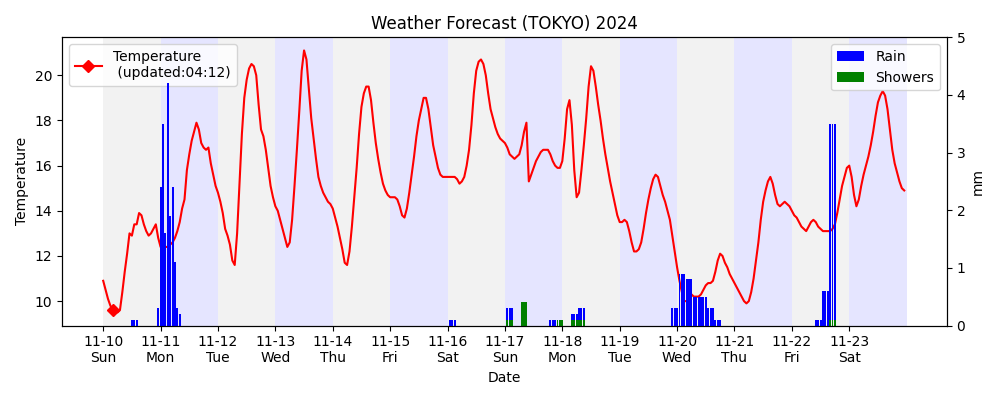 Weather Forecast (TOKYO) 2024
Temperature
(updated:04:12)
Rain
Showers
Temperature
20
18
16
14
12
10
5
4
3
2
1
0
mm
11-10 11-11 11-12 11-13 11-14 11-15 11-16 11-17 11-18 11-19 11-20 11-21 11-22 11-23
Sun Mon Tue Wed Thu Fri Sat Sun Mon Tue Wed Thu Fri Sat
Date